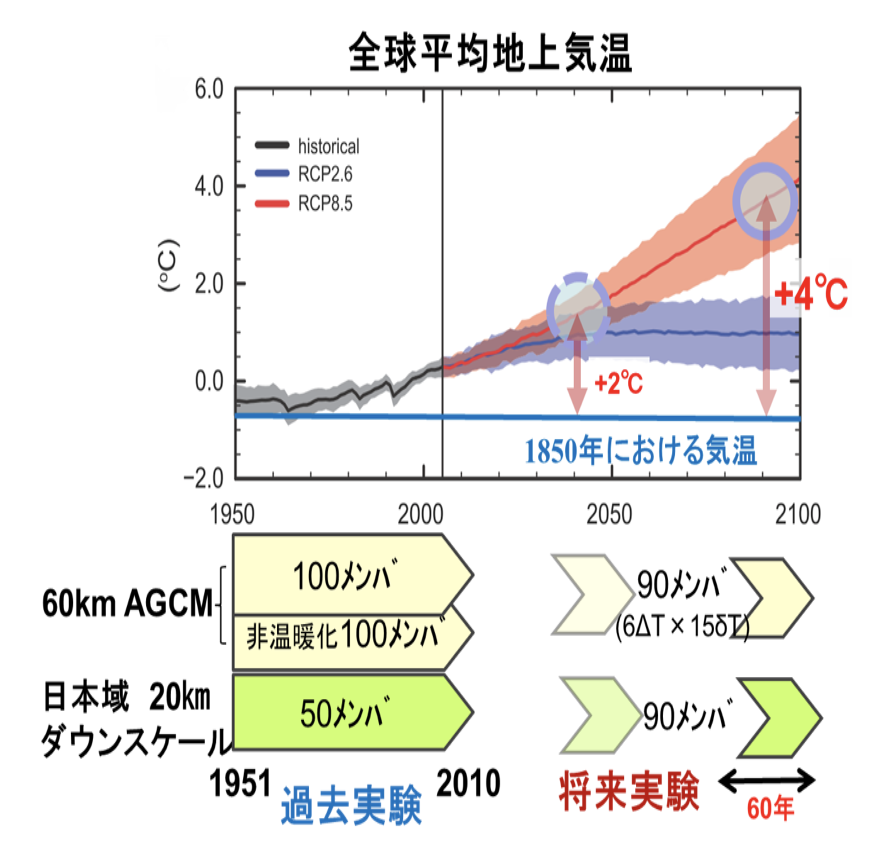 全球平均地上気温
6.0
4.0
2.0
0.0
−2.0
(°C)
historical
RCP2.6
RCP8.5
+4℃
+2℃
1850年における気温
1950 2000 2050 2100
60km AGCM
100メンバ
非温暖化100メンバ
90メンバ
(6ΔT×15δT)
日本域 20km
ダウンスケール
50メンバ
90メンバ
1951 過去実験 2010
将来実験
60年